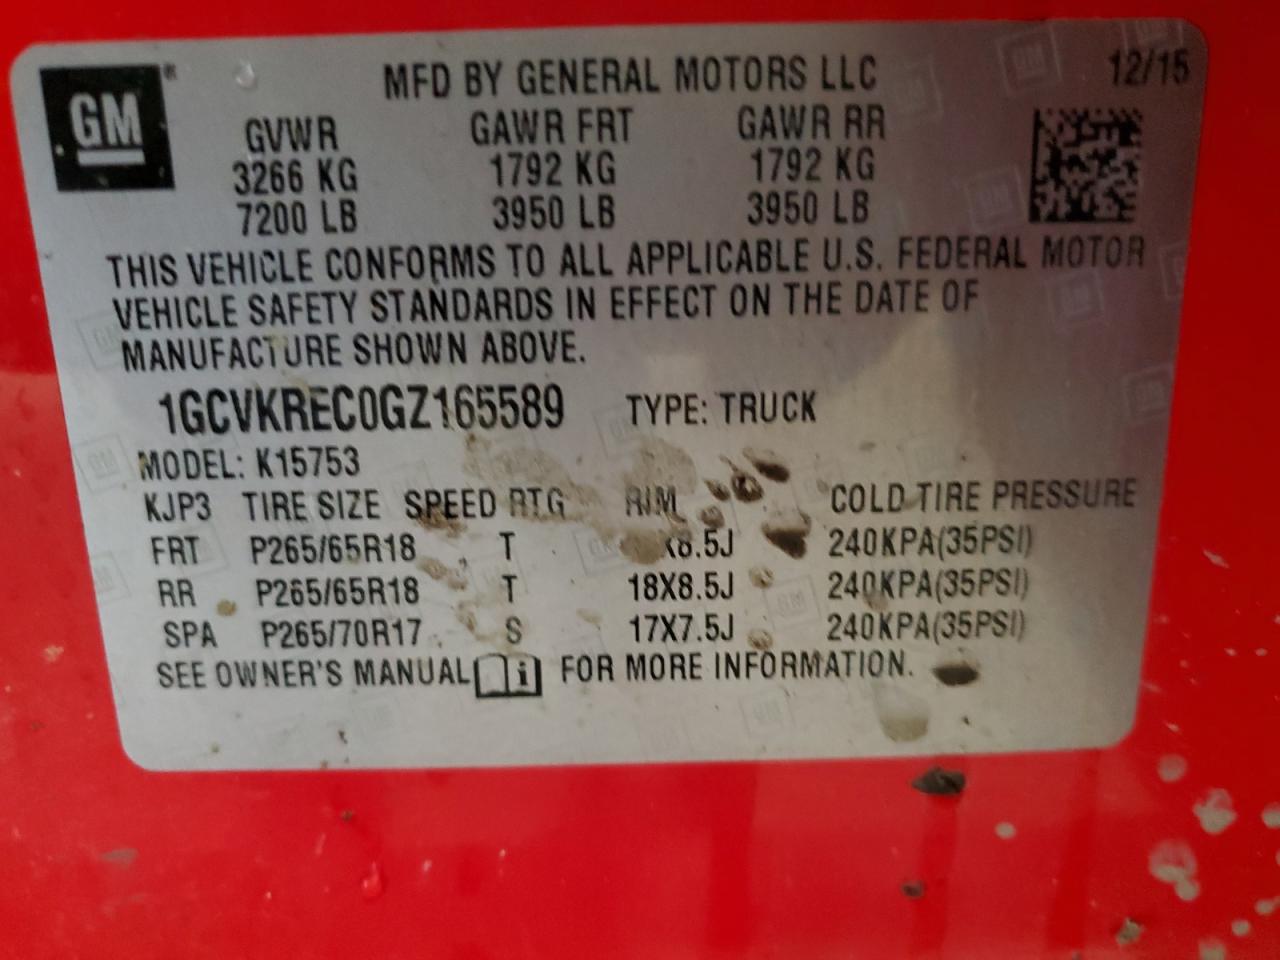 GM ® MFD BY GENERAL MOTORS LLC 12/15
GVWR GAWR FRT GAWR RR
3266 KG 1792 KG 1792 KG
7200 LB 3950 LB 3950 LB
THIS VEHICLE CONFORMS TO ALL APPLICABLE U.S. FEDERAL MOTOR
VEHICLE SAFETY STANDARDS IN EFFECT ON THE DATE OF
MANUFACTURE SHOWN ABOVE.
1GCVKREC0GZ165589 TYPE: TRUCK
MODEL: K15753
KJP3 TIRE SIZE SPEED RTG RIM COLD TIRE PRESSURE
FRT P265/65R18 T X8.5J 240KPA(35PSI)
RR P265/65R18 T 18X8.5J 240KPA(35PSI)
SPA P265/70R17 S 17X7.5J 240KPA(35PSI)
SEE OWNER'S MANUAL i FOR MORE INFORMATION.